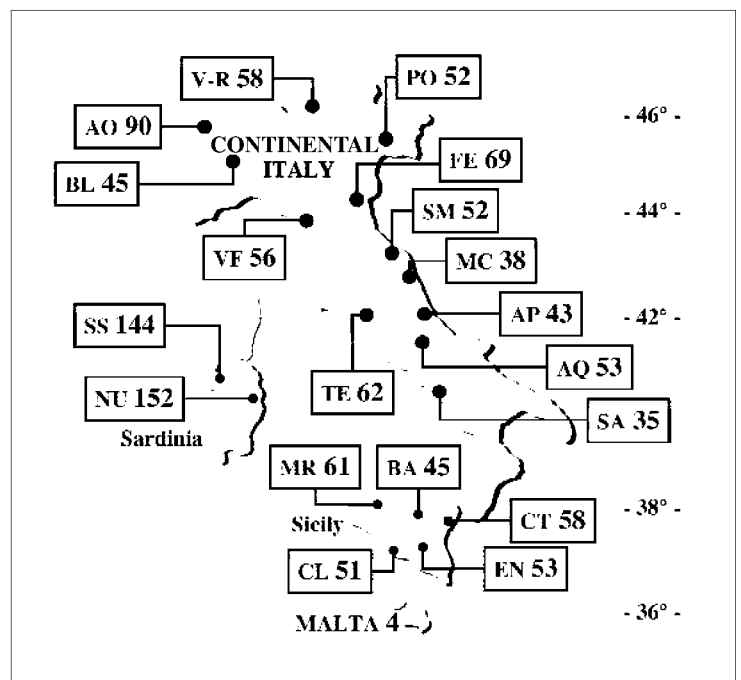 V-R 58
PO 52
- 46° -
AO 90
CONTINENTAL
ITALY
FE 69
BL 45
SM 52
- 44° -
VF 56
MC 38
SS 144
AP 43
- 42° -
AQ 53
NU 152
TE 62
SA 35
Sardinia
MR 61
BA 45
- 38° -
Sicily
CT 58
CL 51
EN 53
- 36° -
MALTA 4